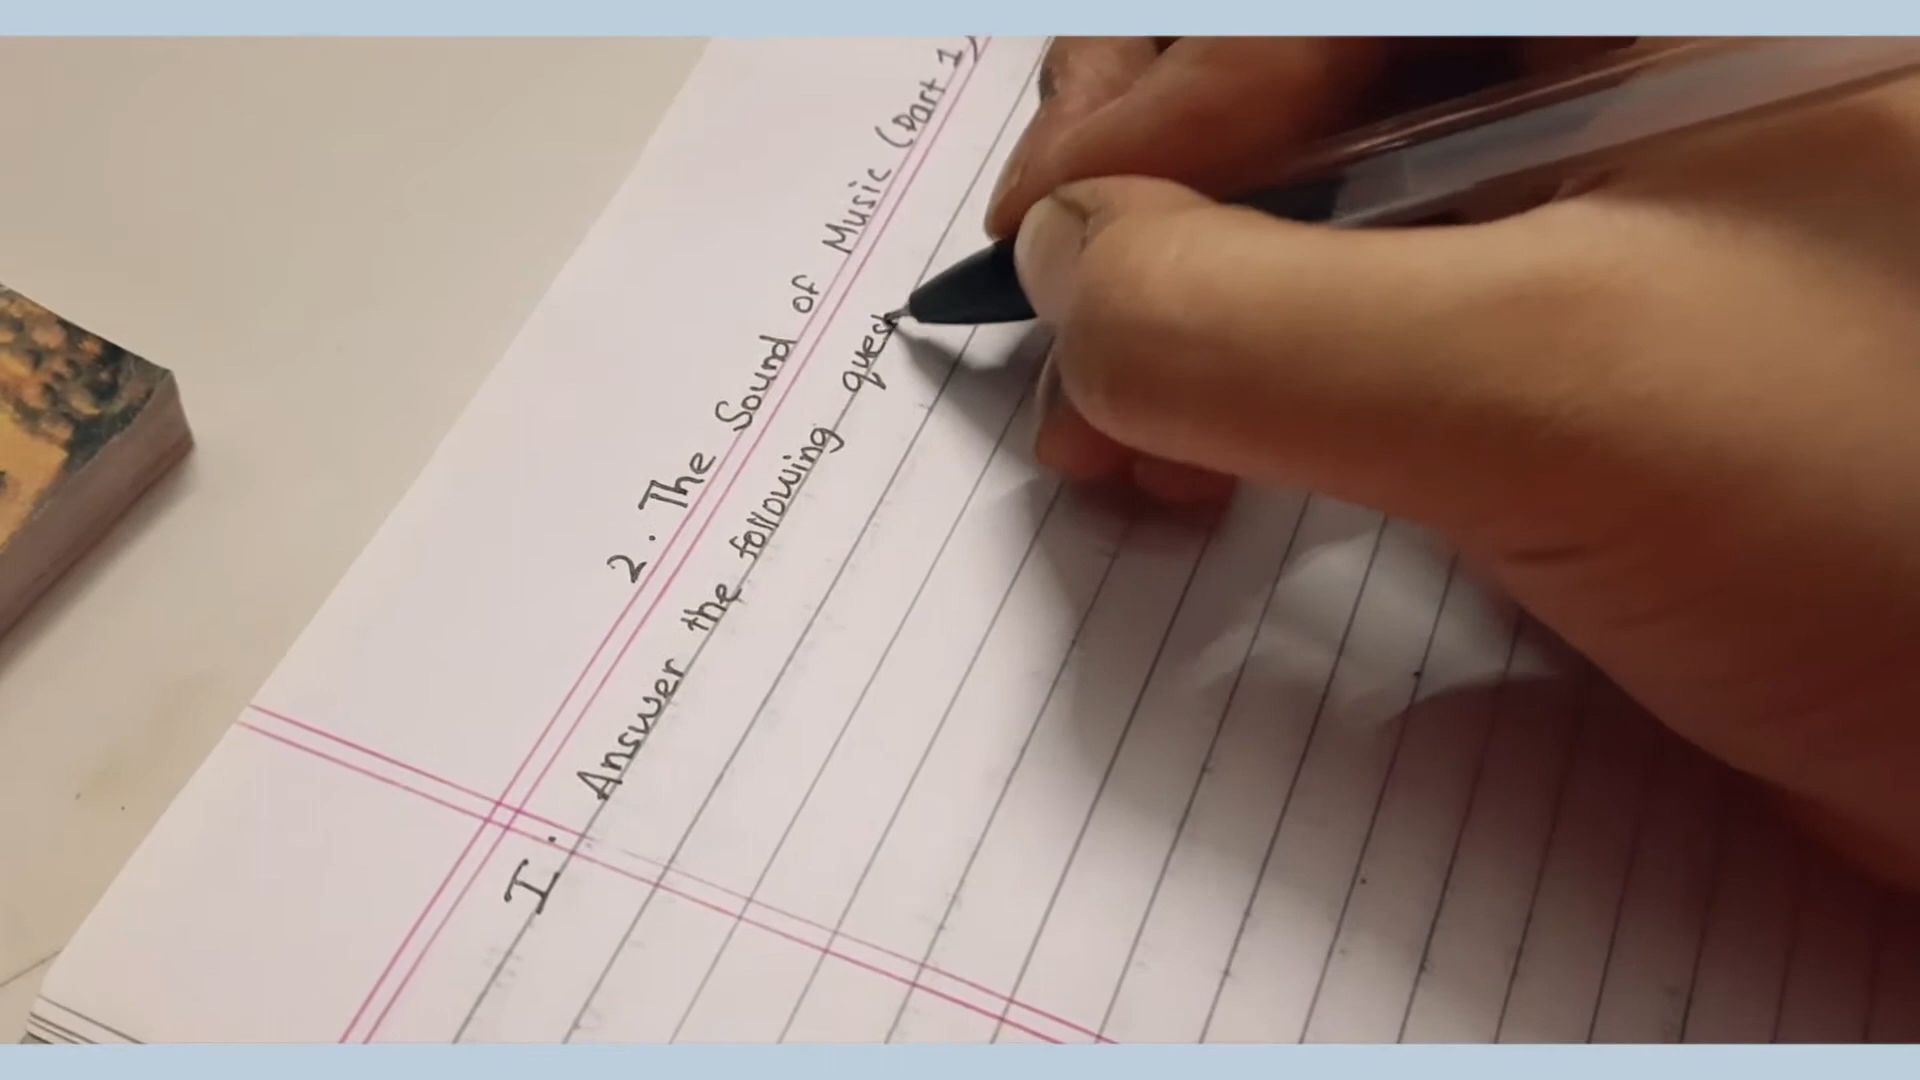 2. The Sound of Music (Part 1)
I. Answer the following quest